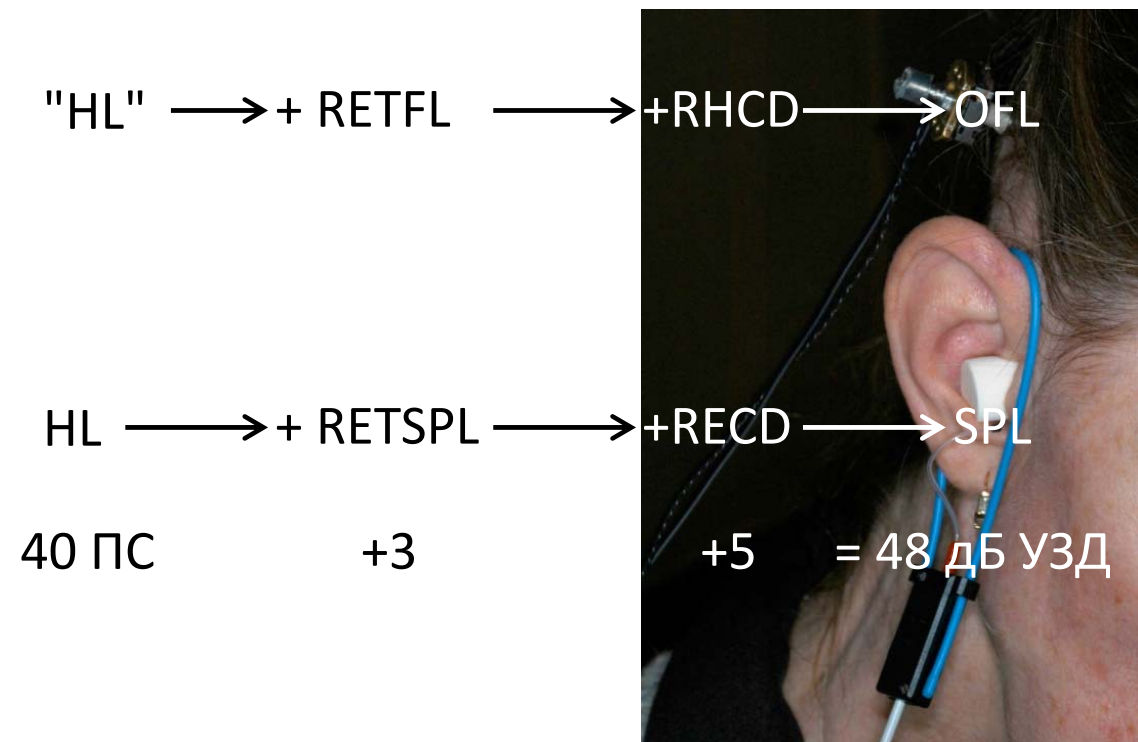 "HL" → + RETFL → +RHCD → OFL
HL → + RETSPL → +RECD → SPL
40 ПС +3 +5 = 48 дБ УЗД